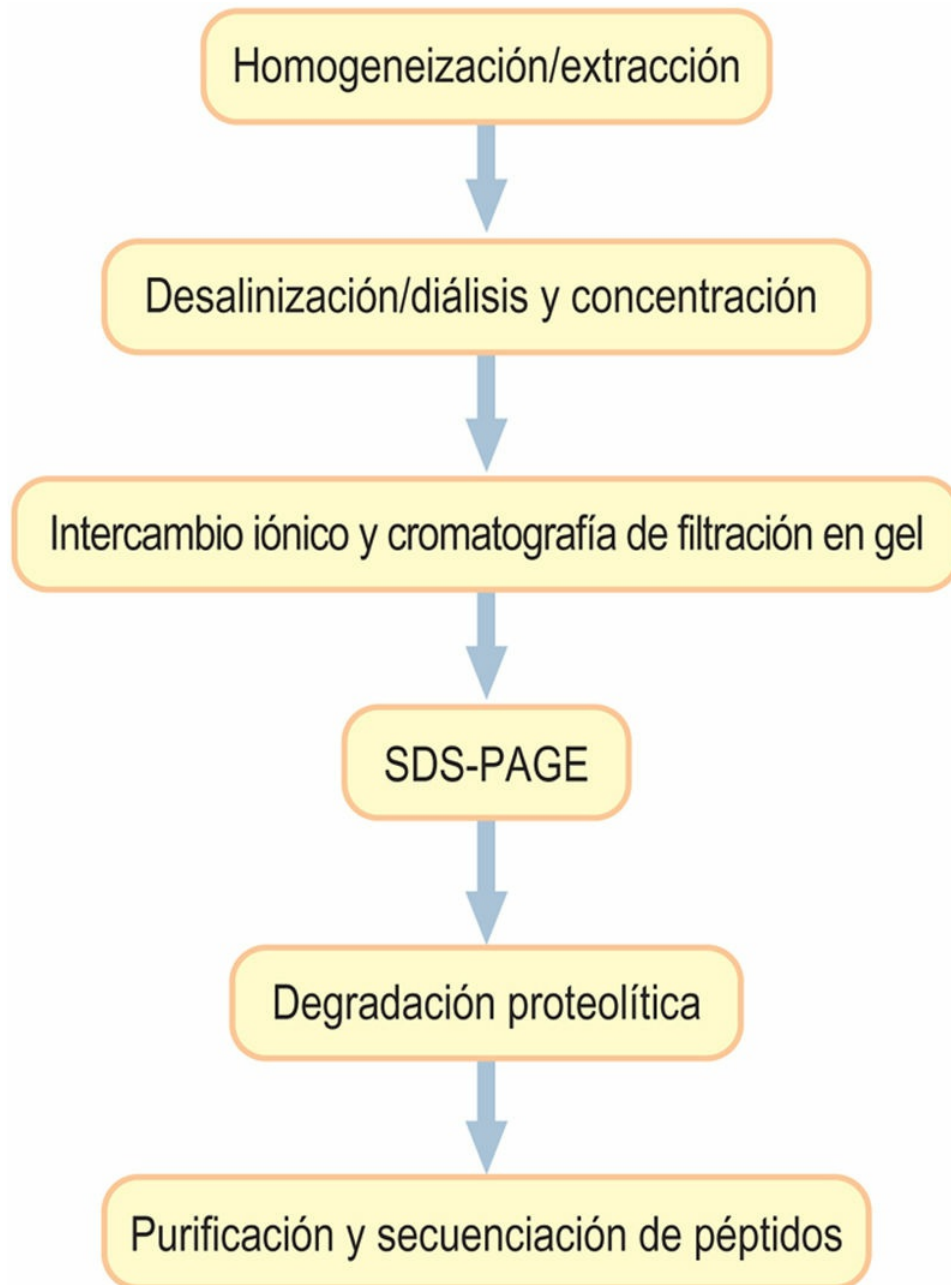 Homogeneización/extracción
Desalinización/diálisis y concentración
Intercambio iónico y cromatografía de filtración en gel
SDS-PAGE
Degradación proteolítica
Purificación y secuenciación de péptidos